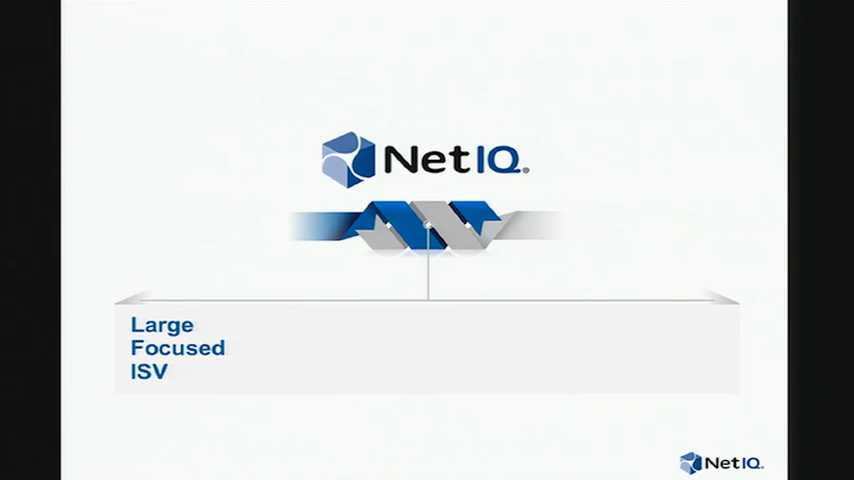 NetIQ®
Large
Focused
ISV
NetIQ.